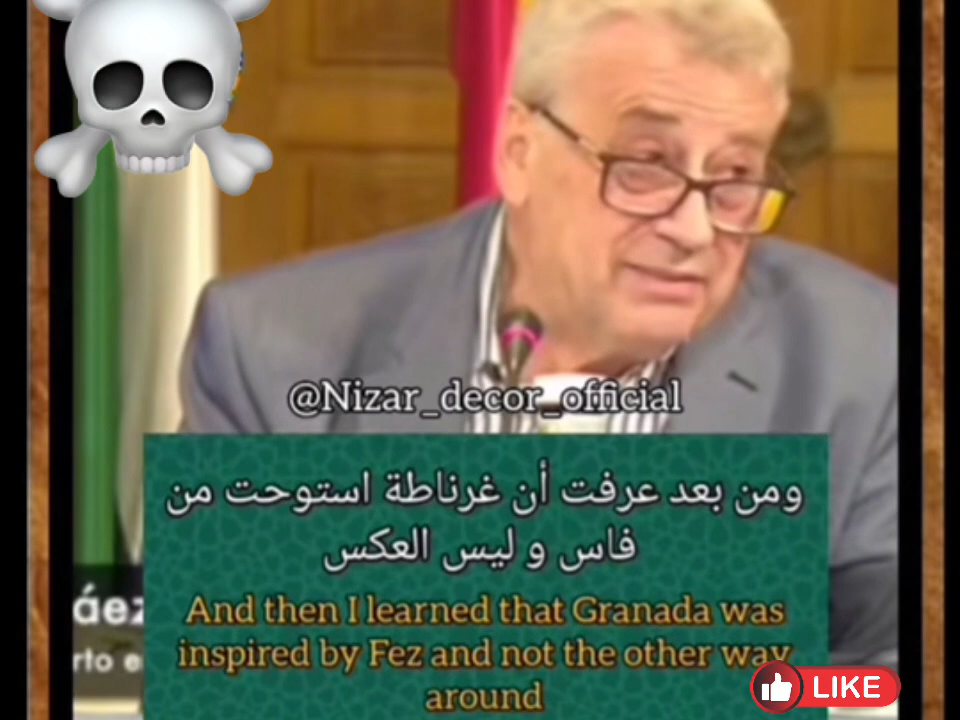 @Nizar_decor_official
ومن بعد عرفت أن غرناطة استوحت من
فاس و ليس العكس
And then I learned that Granada was
inspired by Fez and not the other way
around
LIKE